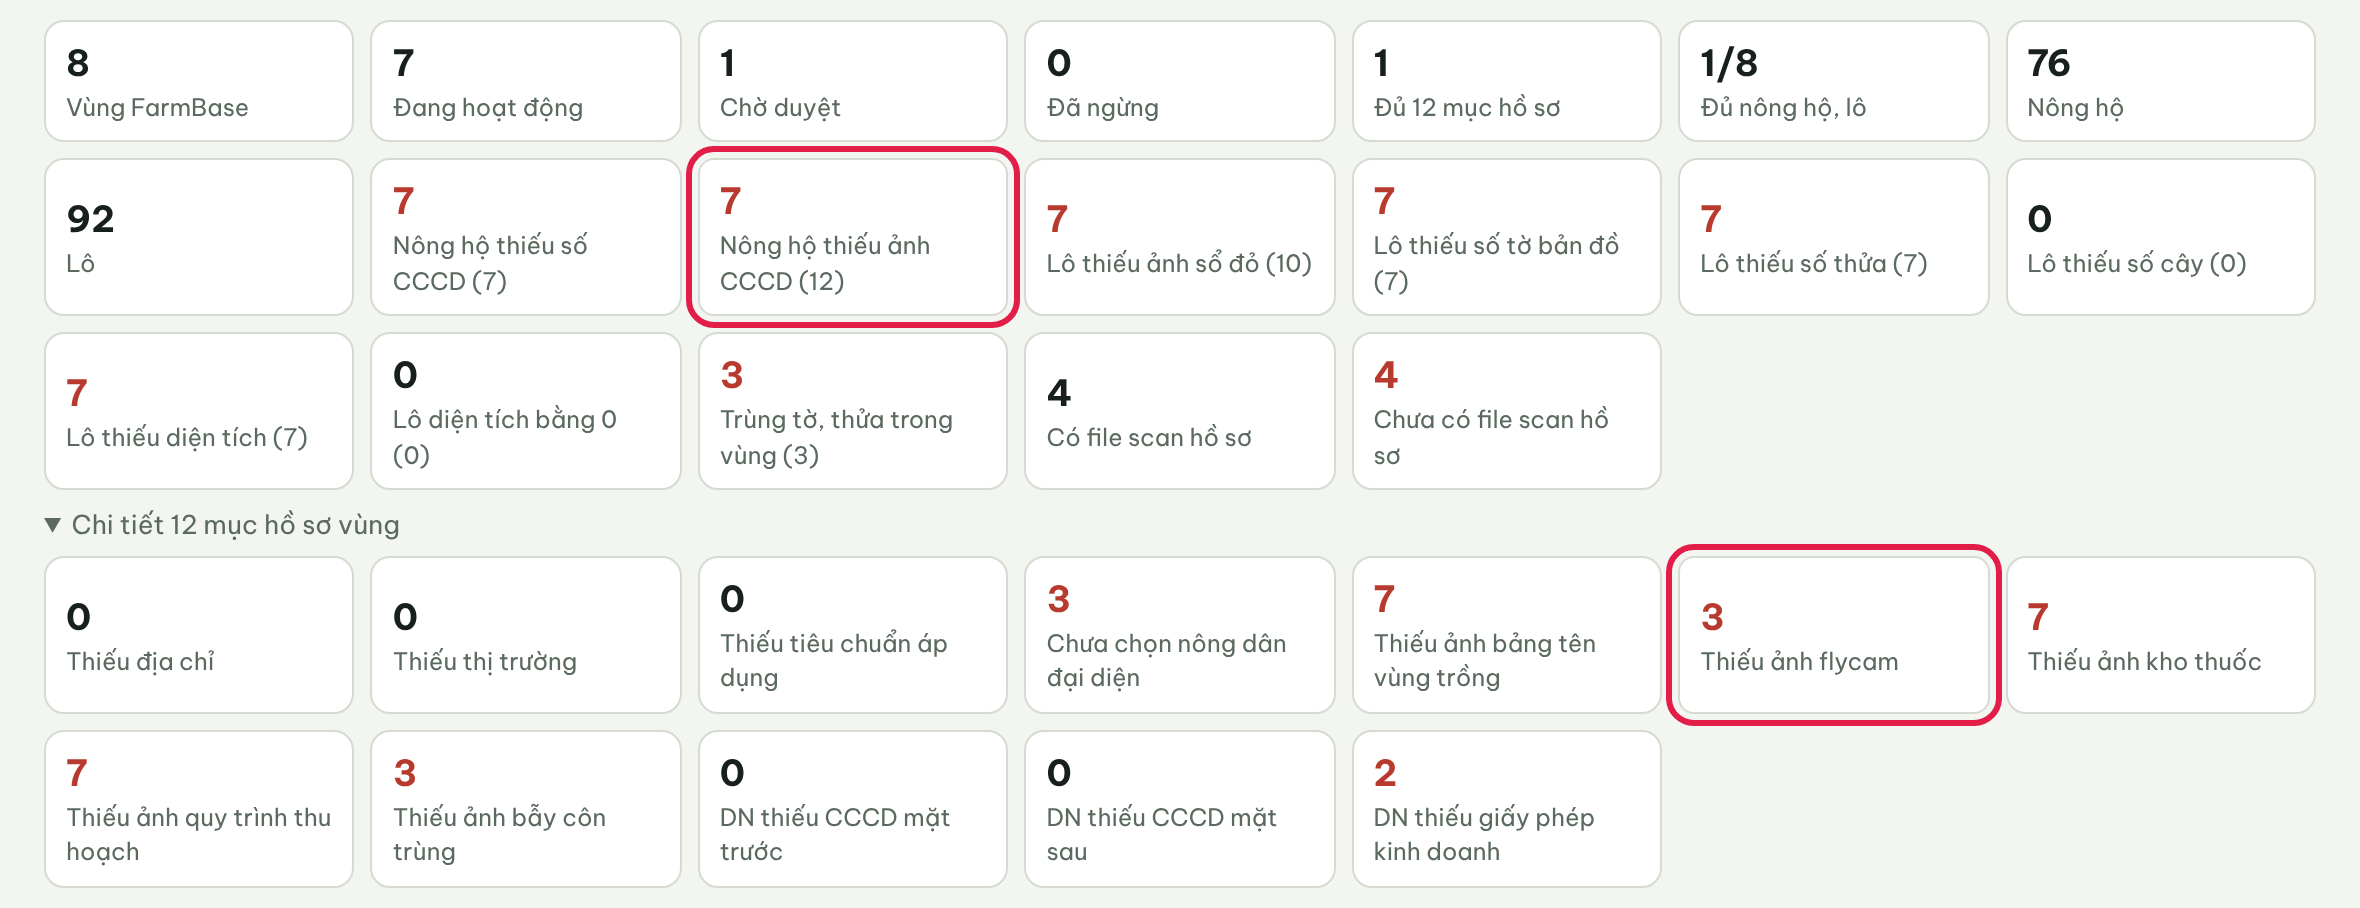 8
Vùng FarmBase
7
Đang hoạt động
1
Chờ duyệt
0
Đã ngừng
1
Đủ 12 mục hồ sơ
1/8
Đủ nông hộ, lô
76
Nông hộ
92
Lô
7
Nông hộ thiếu số
CCCD (7)
7
Nông hộ thiếu ảnh
CCCD (12)
7
Lô thiếu ảnh sổ đỏ (10)
7
Lô thiếu số tờ bản đồ
(7)
7
Lô thiếu số thửa (7)
0
Lô thiếu số cây (0)
7
Lô thiếu diện tích (7)
0
Lô diện tích bằng 0
(0)
3
Trùng tờ, thửa trong
vùng (3)
4
Có file scan hồ sơ
4
Chưa có file scan hồ
sơ
▼ Chi tiết 12 mục hồ sơ vùng
0
Thiếu địa chỉ
0
Thiếu thị trường
0
Thiếu tiêu chuẩn áp
dụng
3
Chưa chọn nông dân
đại diện
7
Thiếu ảnh bảng tên
vùng trồng
3
Thiếu ảnh flycam
7
Thiếu ảnh kho thuốc
7
Thiếu ảnh quy trình thu
hoạch
3
Thiếu ảnh bẫy côn
trùng
0
DN thiếu CCCD mặt
trước
0
DN thiếu CCCD mặt
sau
2
DN thiếu giấy phép
kinh doanh